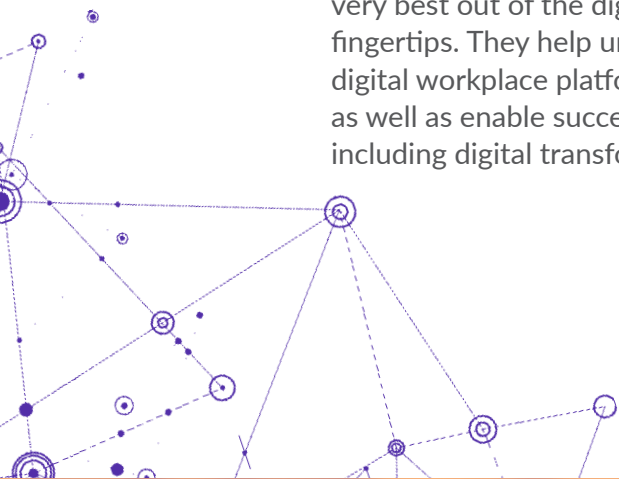 very best out of the dig
fingertips. They help un
digital workplace platfo
as well as enable succe
including digital transfo